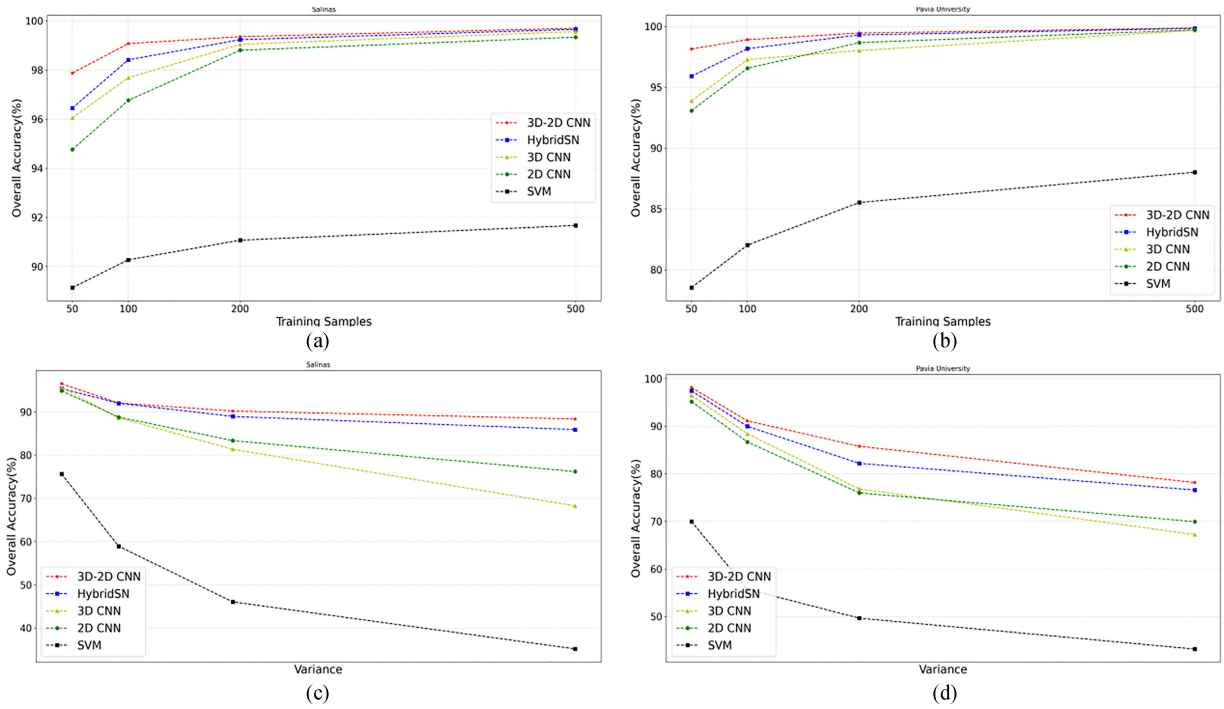 Salinas
Overall Accuracy(%)
100
98
96
94
92
90
3D-2D CNN
HybridSN
3D CNN
2D CNN
SVM
50 100 200 500
Training Samples
(a)
Pavia University
Overall Accuracy(%)
100
95
90
85
80
3D-2D CNN
HybridSN
3D CNN
2D CNN
SVM
50 100 200 500
Training Samples
(b)
Salinas
Overall Accuracy(%)
90
80
70
60
50
40
3D-2D CNN
HybridSN
3D CNN
2D CNN
SVM
Variance
(c)
Pavia University
Overall Accuracy(%)
100
90
80
70
60
50
3D-2D CNN
HybridSN
3D CNN
2D CNN
SVM
Variance
(d)